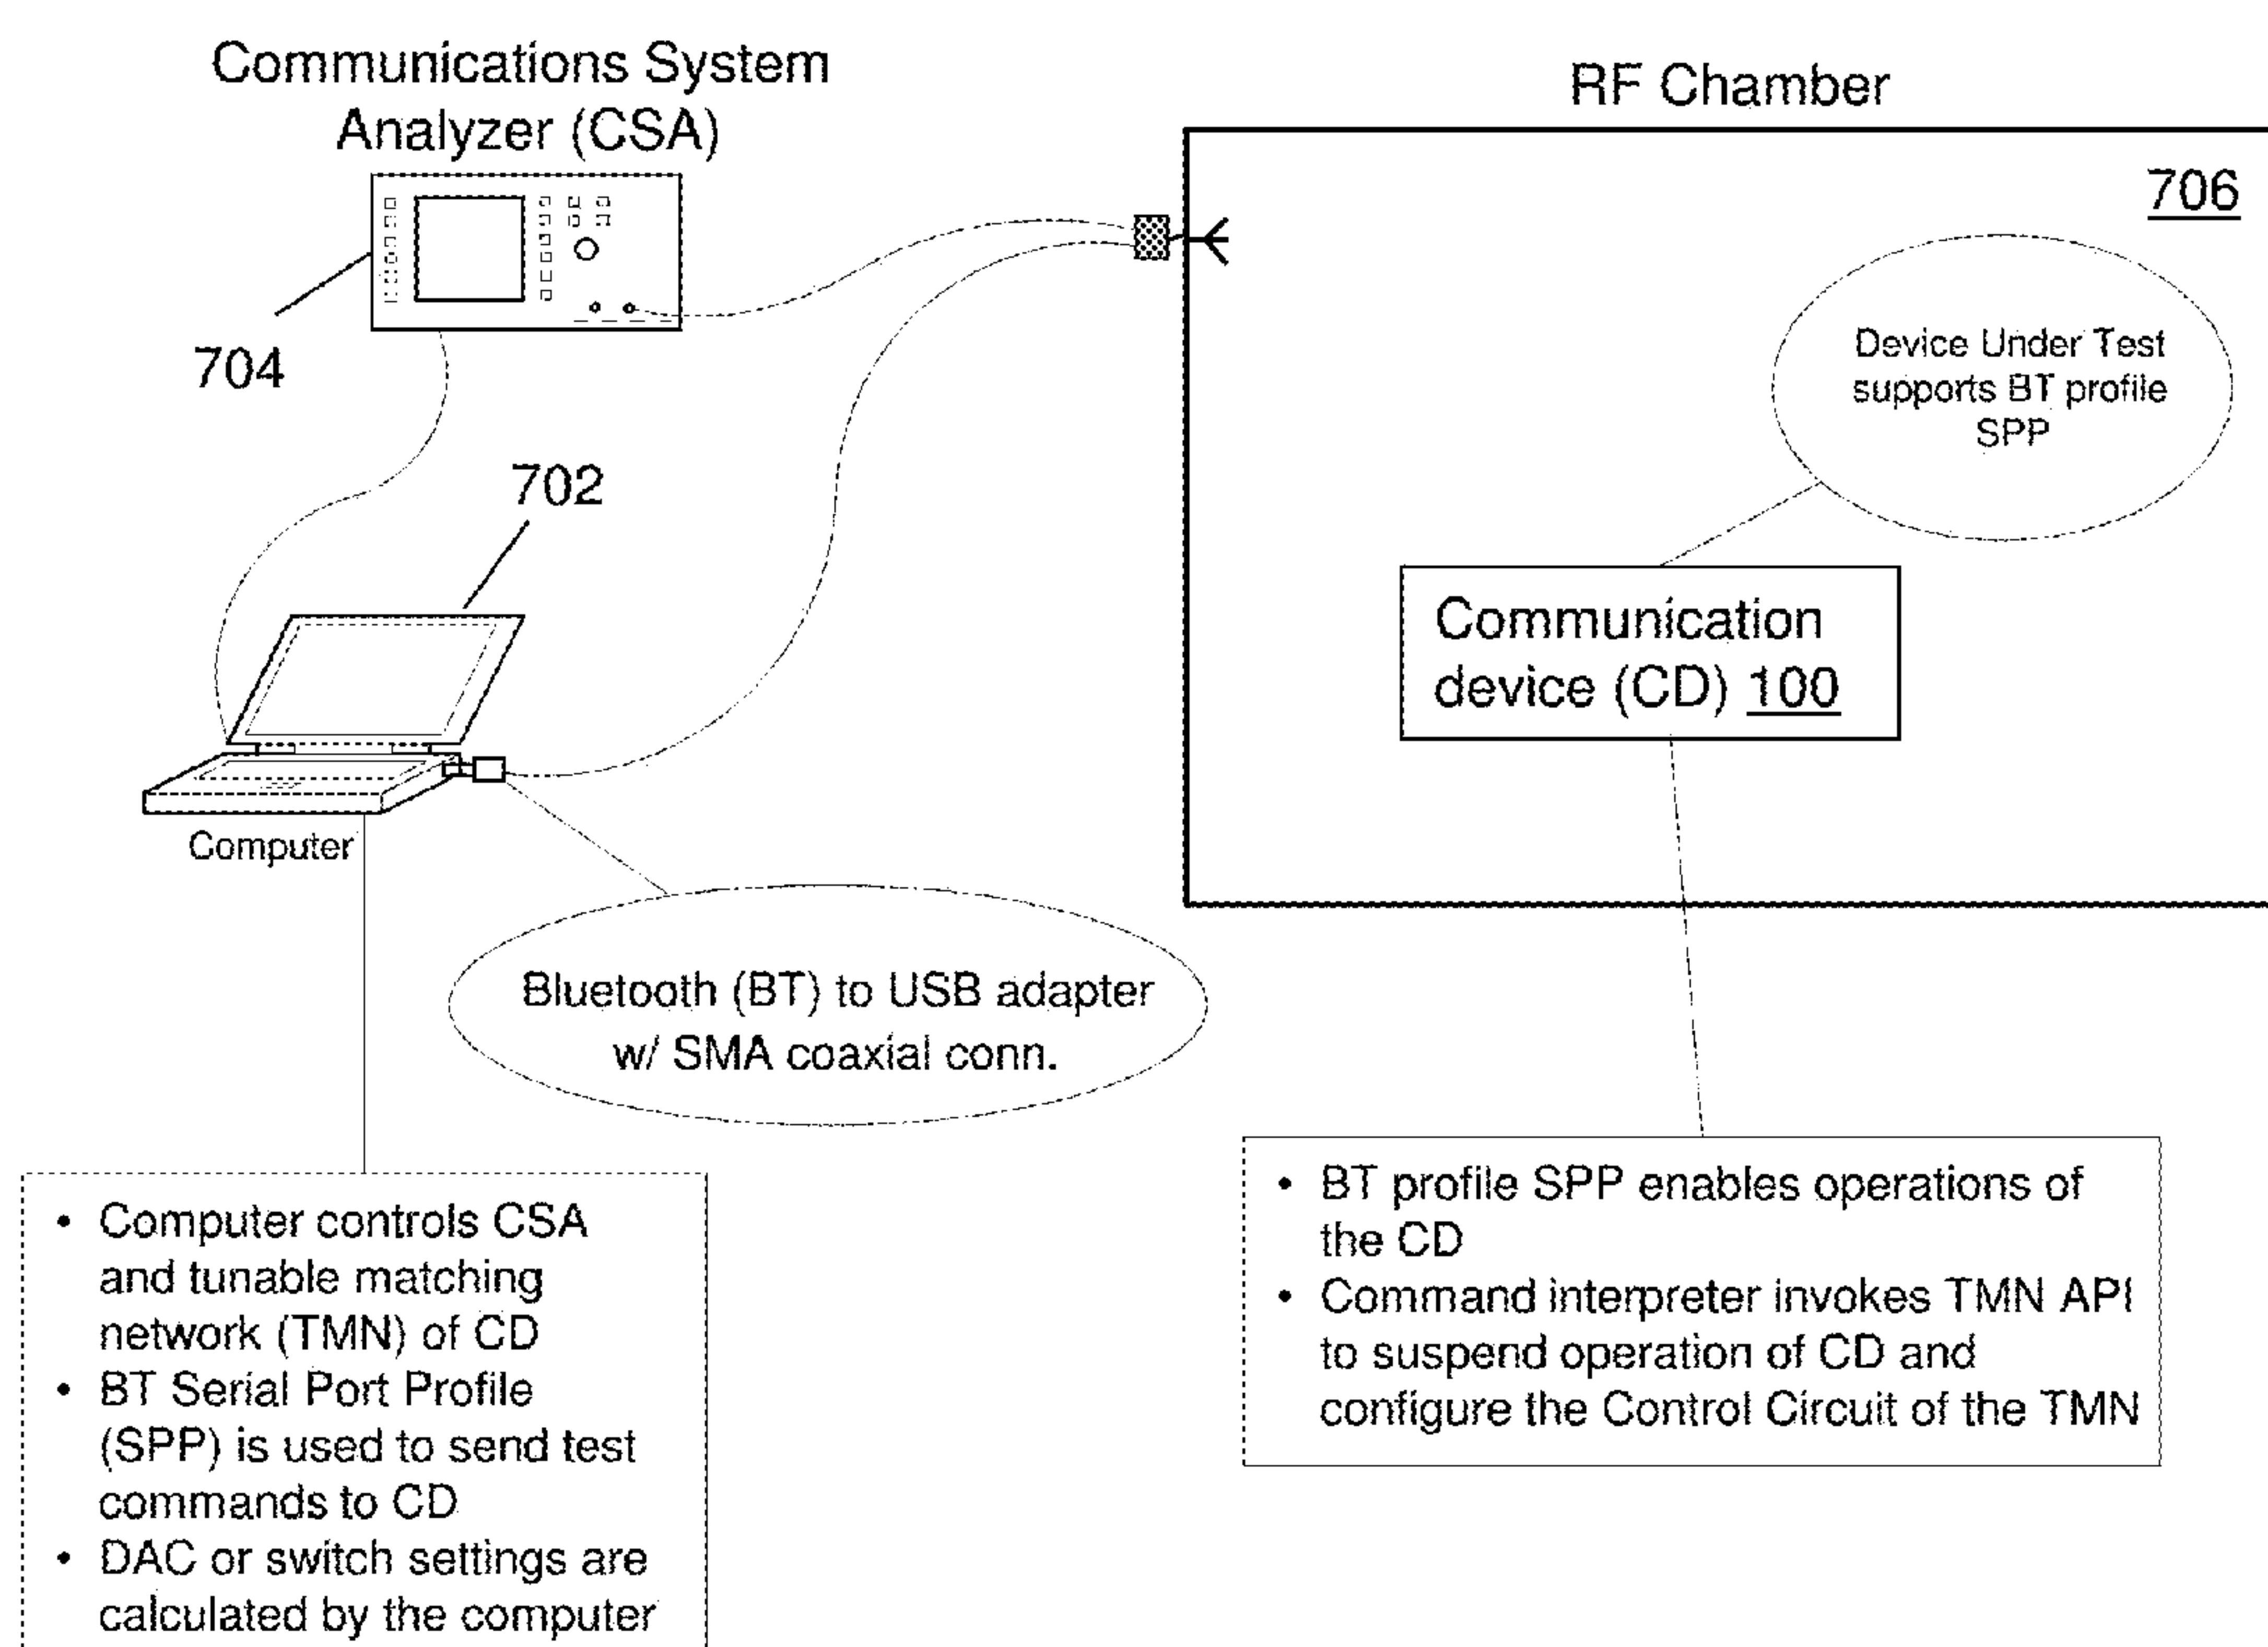 Communications System
Analyzer (CSA)
704
702
Computer
RF Chamber
706
Device Under Test
supports BT profile
SPP
Communication
device (CD) 100
Bluetooth (BT) to USB adapter
w/ SMA coaxial conn.
• Computer controls CSA
and tunable matching
network (TMN) of CD
• BT Serial Port Profile
(SPP) is used to send test
commands to CD
• DAC or switch settings are
calculated by the computer
• BT profile SPP enables operations of
the CD
• Command interpreter invokes TMN API
to suspend operation of CD and
configure the Control Circuit of the TMN